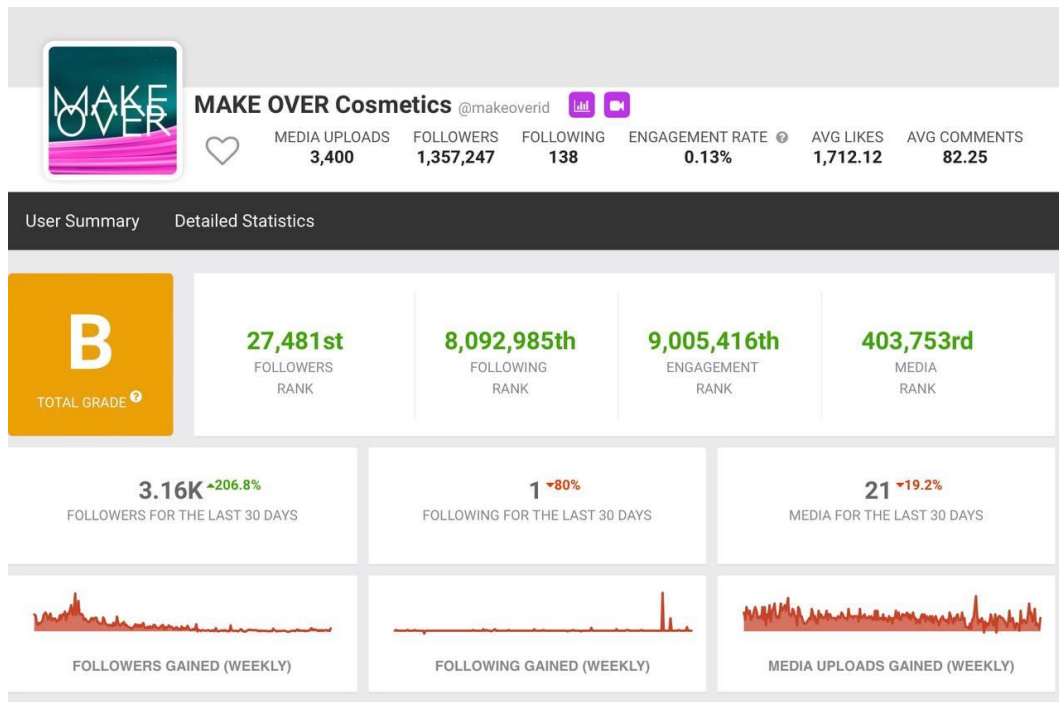 MAKE
OVER
MAKE OVER Cosmetics @makeoverid
MEDIA UPLOADS FOLLOWERS FOLLOWING ENGAGEMENT RATE ? AVG LIKES AVG COMMENTS
3,400 1,357,247 138 0.13% 1,712.12 82.25
User Summary Detailed Statistics
B
TOTAL GRADE ?
27,481st 8,092,985th 9,005,416th 403,753rd
FOLLOWERS FOLLOWING ENGAGEMENT MEDIA
RANK RANK RANK RANK
3.16K 206.8% 1 80% 21 19.2%
FOLLOWERS FOR THE LAST 30 DAYS FOLLOWING FOR THE LAST 30 DAYS MEDIA FOR THE LAST 30 DAYS
FOLLOWERS GAINED (WEEKLY) FOLLOWING GAINED (WEEKLY) MEDIA UPLOADS GAINED (WEEKLY)